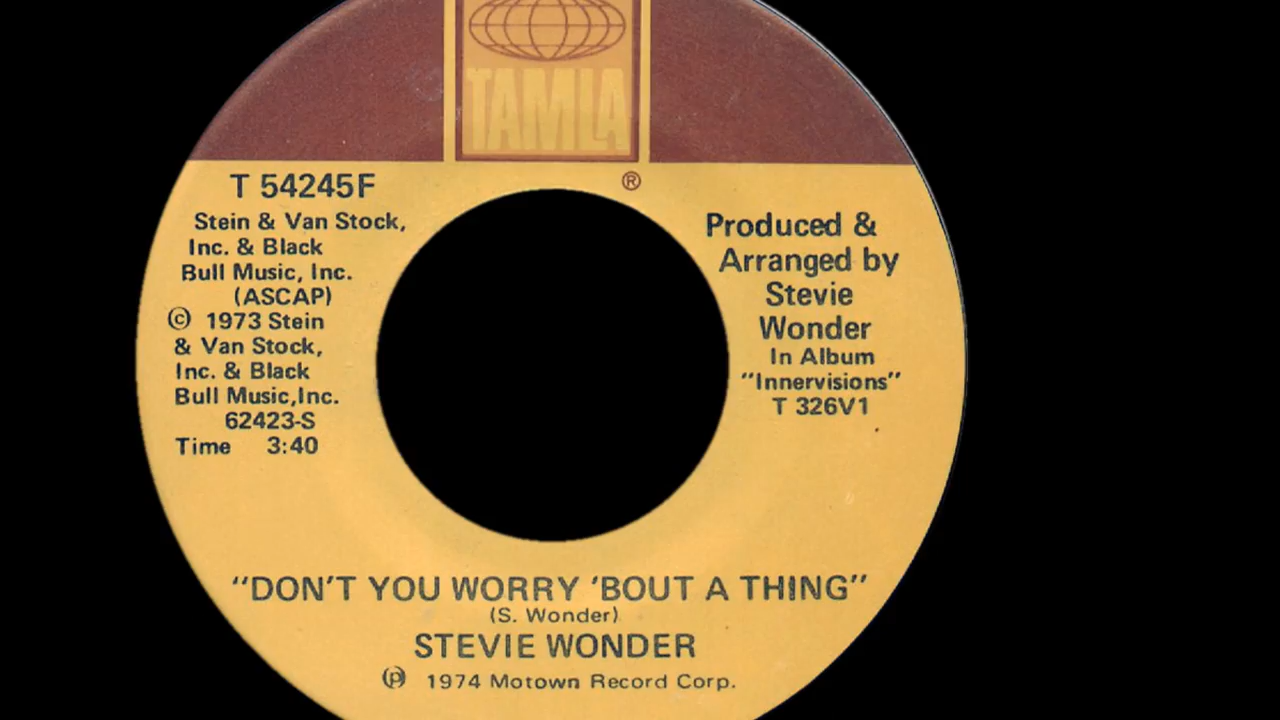 TAMLA
®
T 54245F
Stein & Van Stock,
Inc. & Black
Bull Music, Inc.
(ASCAP)
© 1973 Stein
& Van Stock,
Inc. & Black
Bull Music,Inc.
62423-S
Time 3:40
Produced &
Arranged by
Stevie
Wonder
In Album
"Innervisions"
T 326V1
"DON'T YOU WORRY 'BOUT A THING"
(S. Wonder)
STEVIE WONDER
℗ 1974 Motown Record Corp.